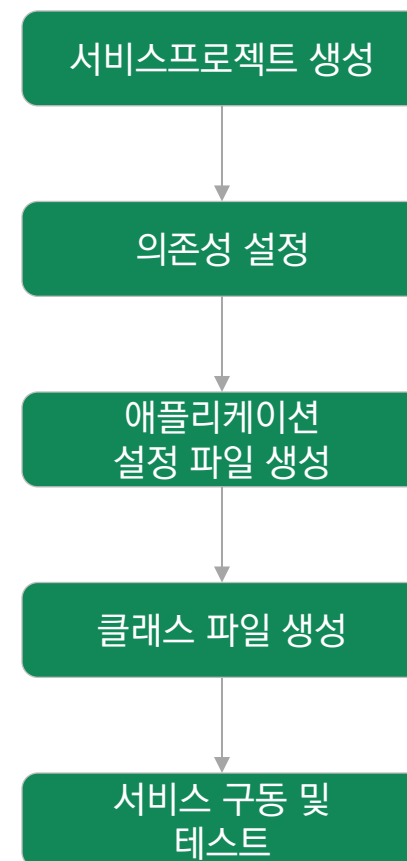 서비스프로젝트 생성
의존성 설정
애플리케이션
설정 파일 생성
클래스 파일 생성
서비스 구동 및
테스트